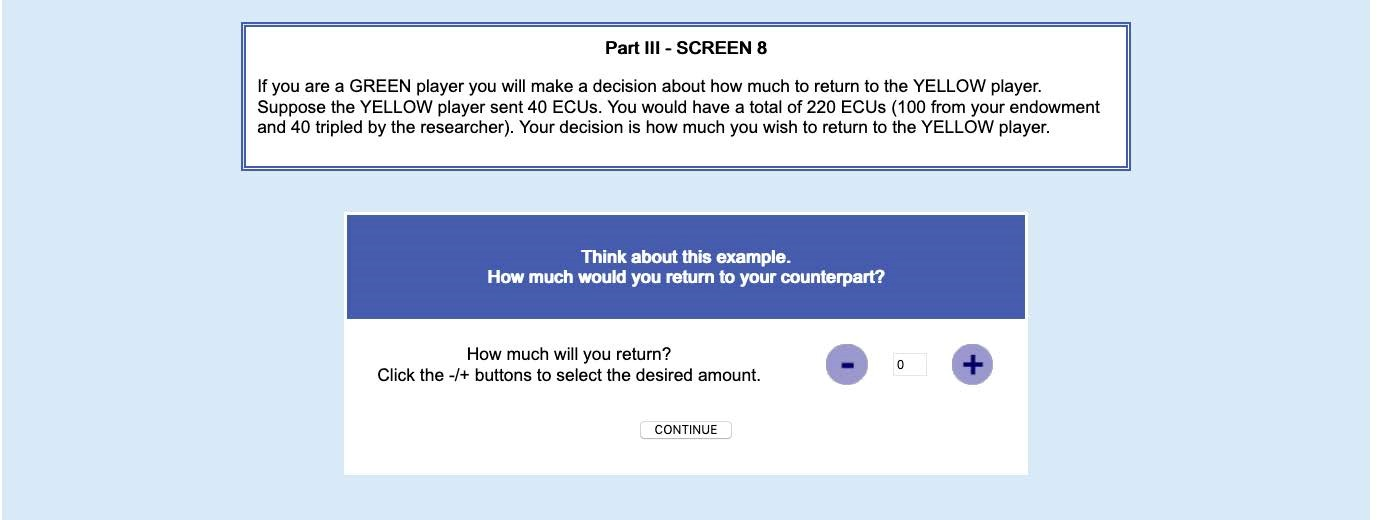 Part III - SCREEN 8
If you are a GREEN player you will make a decision about how much to return to the YELLOW player.
Suppose the YELLOW player sent 40 ECUs. You would have a total of 220 ECUs (100 from your endowment
and 40 tripled by the researcher). Your decision is how much you wish to return to the YELLOW player.
Think about this example.
How much would you return to your counterpart?
How much will you return?
Click the -/+ buttons to select the desired amount.
- 0 +
CONTINUE